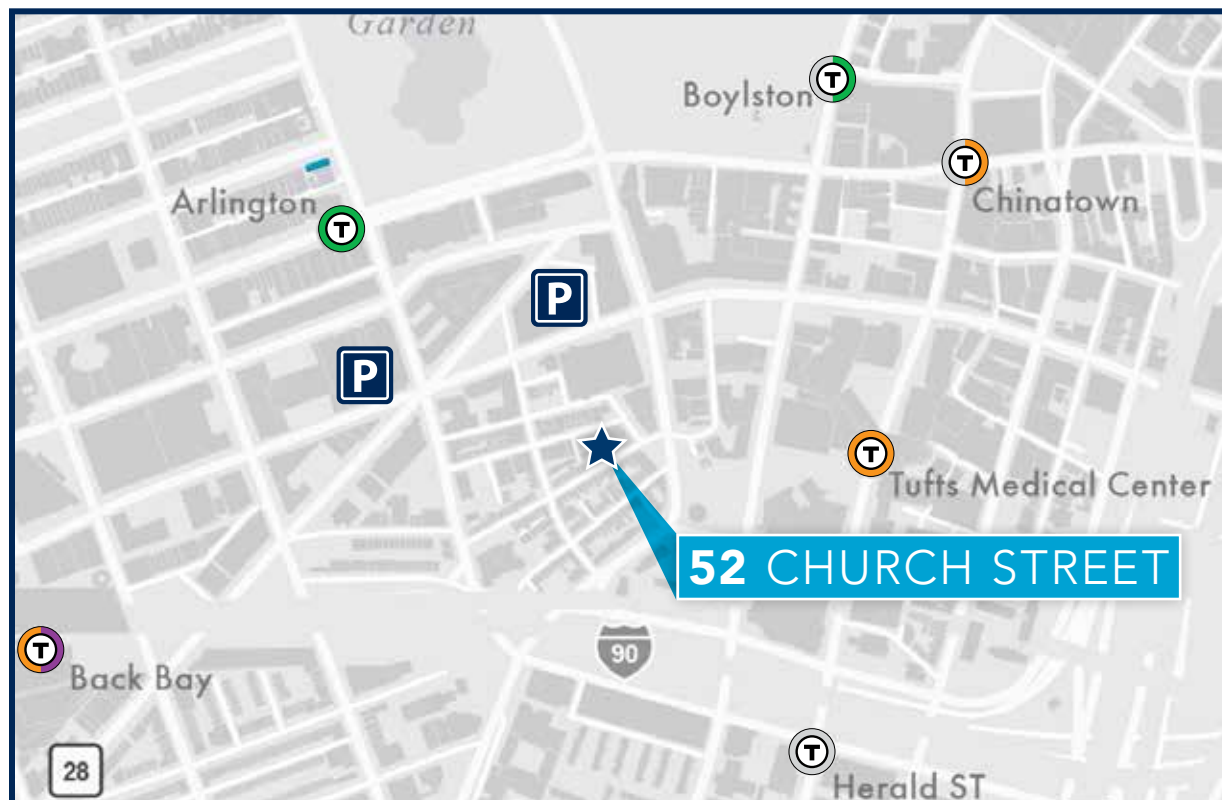 Garden
Boylston
T
T
Chinatown
Arlington
T
P
P
T
Tufts Medical Center
52 CHURCH STREET
90
T
Back Bay
28
T
Herald ST